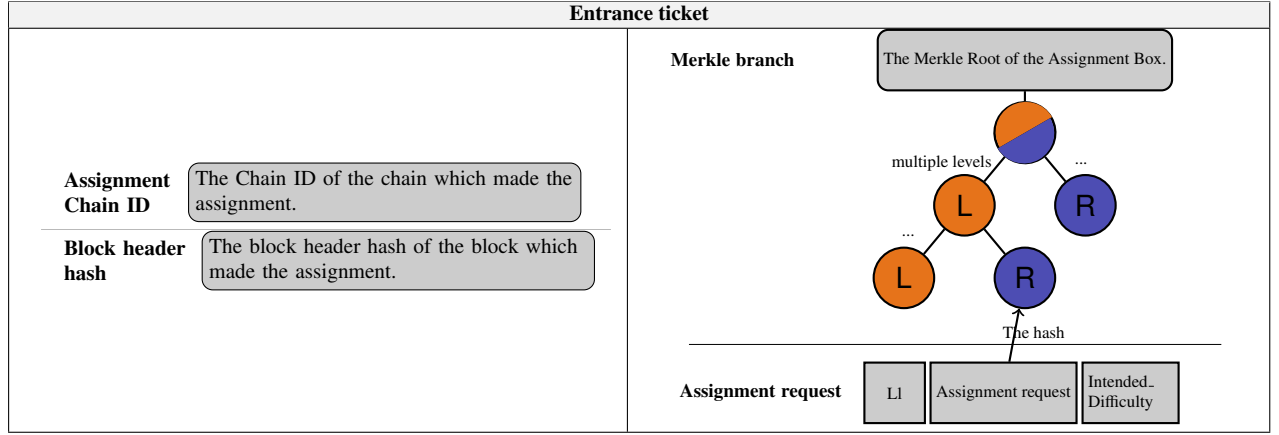 Entrance ticket
Assignment
Chain ID
The Chain ID of the chain which made the
assignment.
Block header
hash
The block header hash of the block which
made the assignment.
Merkle branch
The Merkle Root of the Assignment Box.
multiple levels
...
L
R
...
L
R
The hash
Assignment request
Ll
Assignment request
Intended_
Difficulty